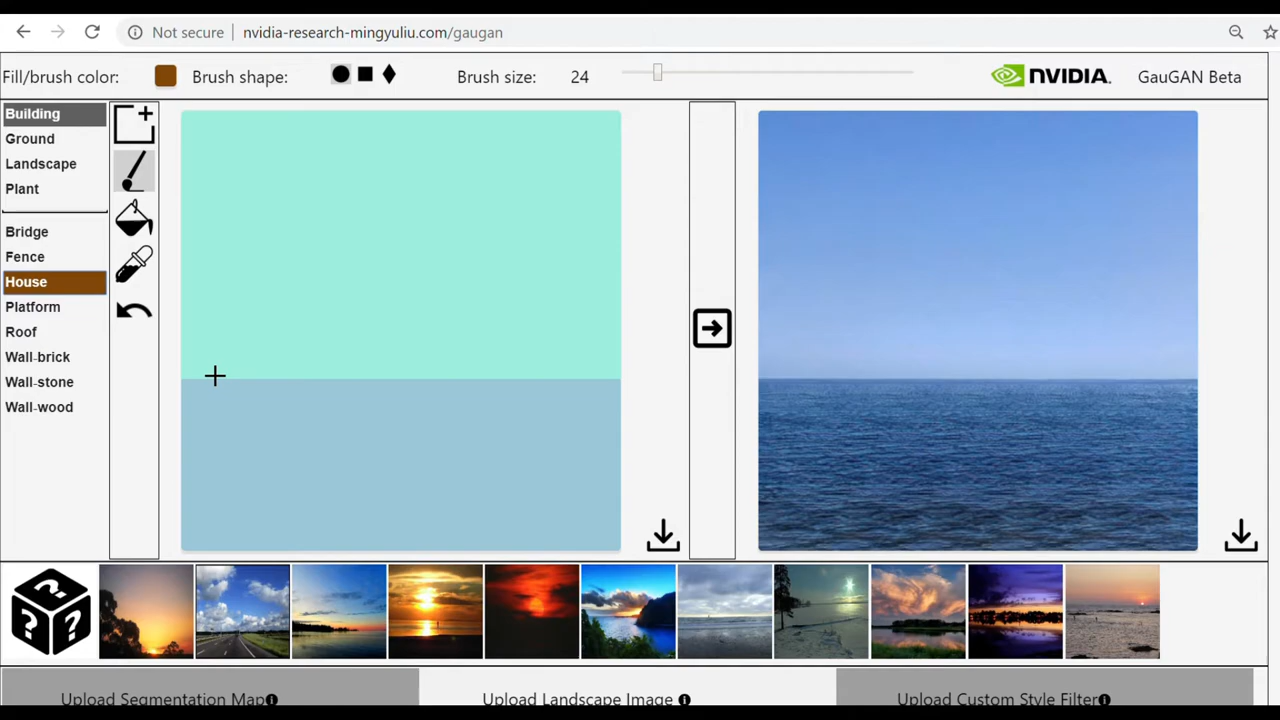 Not secure nvidia-research-mingyuliu.com/gaugan
Fill/brush color: Brush shape: Brush size: 24 NVIDIA. GauGAN Beta
Building
Ground
Landscape
Plant
Bridge
Fence
House
Platform
Roof
Wall-brick
Wall-stone
Wall-wood
? ? ?
Upload Segmentation Map Upload Landscape Image Upload Custom Style Filter